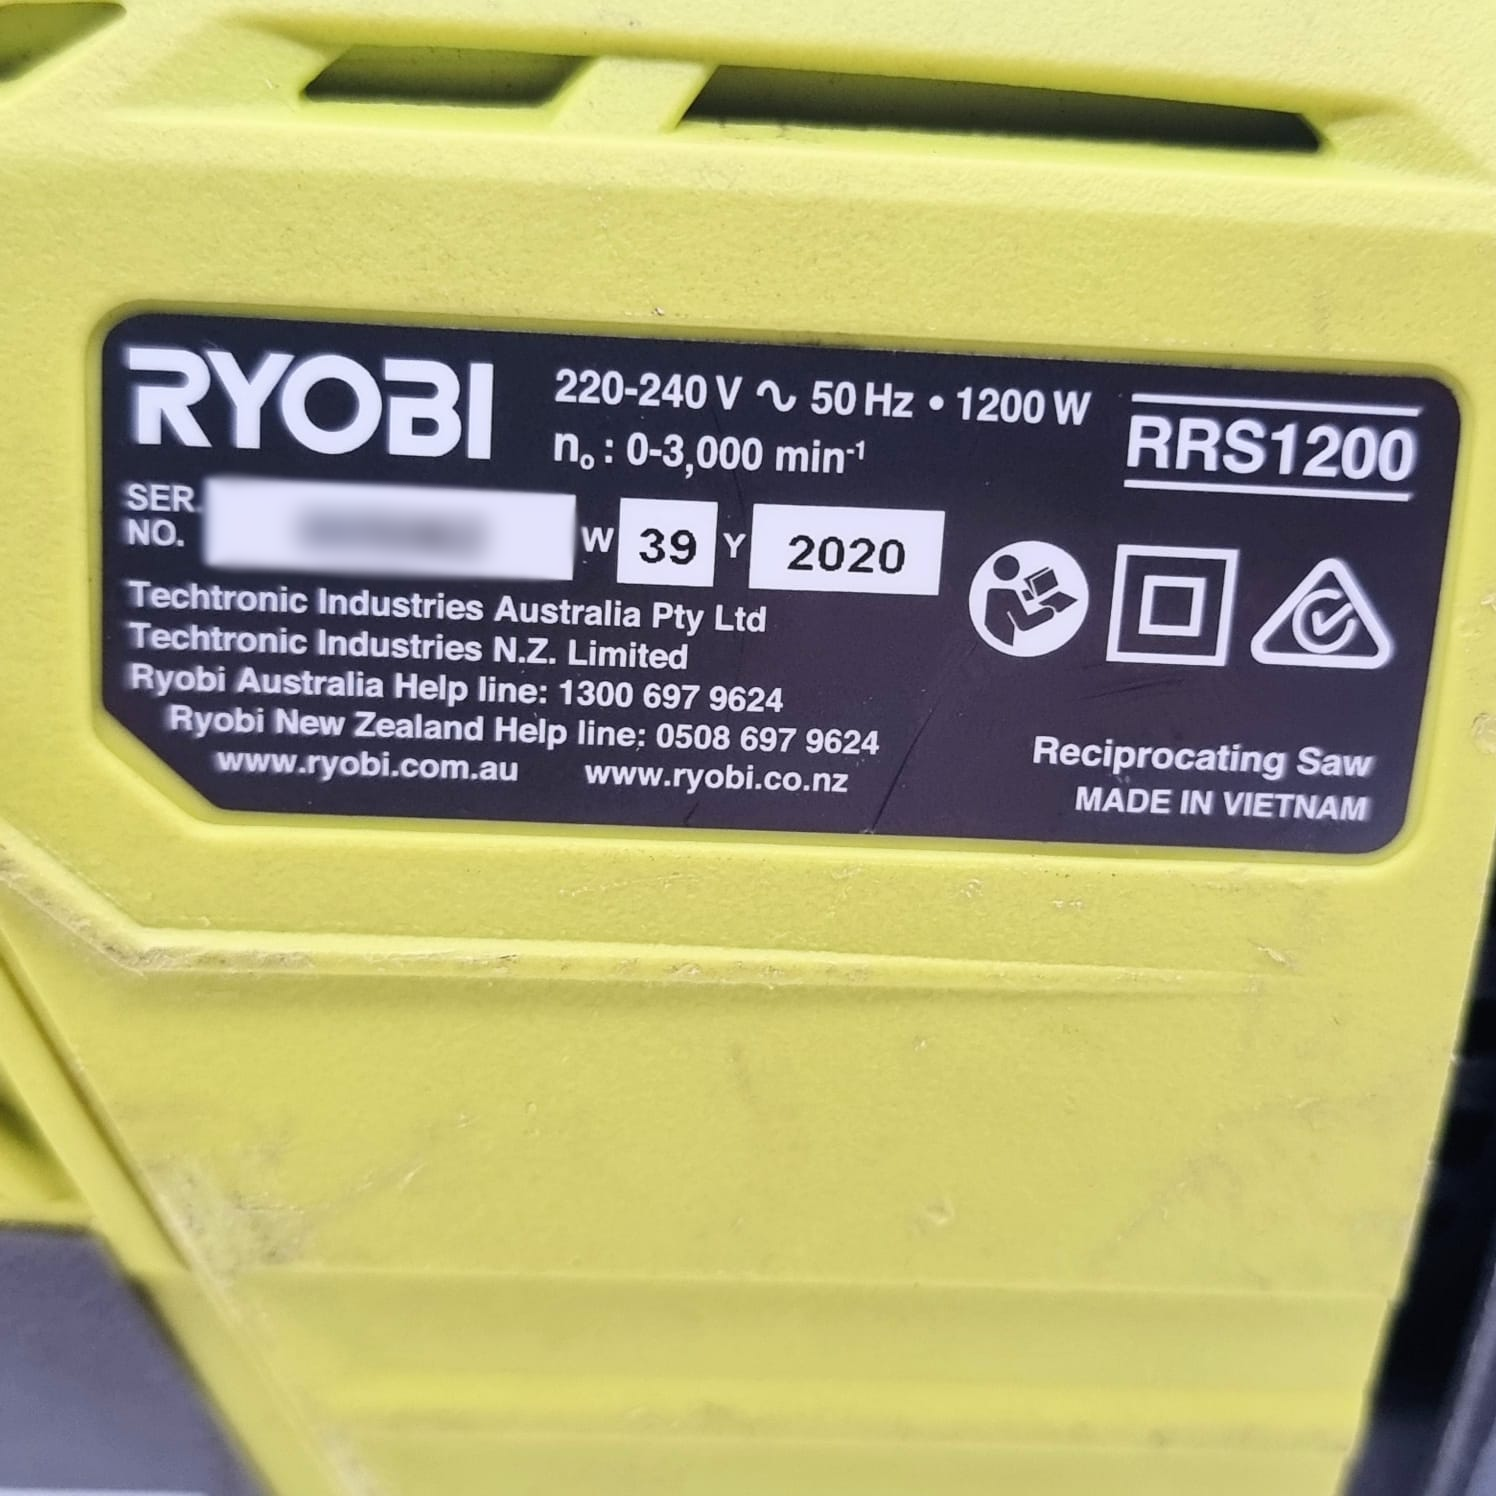 RYOBI
220-240 V ∿ 50 Hz • 1200 W
n₀ : 0-3,000 min⁻¹
RRS1200
SER. NO.
W 39 Y 2020
Techtronic Industries Australia Pty Ltd
Techtronic Industries N.Z. Limited
Ryobi Australia Help line: 1300 697 9624
Ryobi New Zealand Help line: 0508 697 9624
www.ryobi.com.au www.ryobi.co.nz
Reciprocating Saw
MADE IN VIETNAM